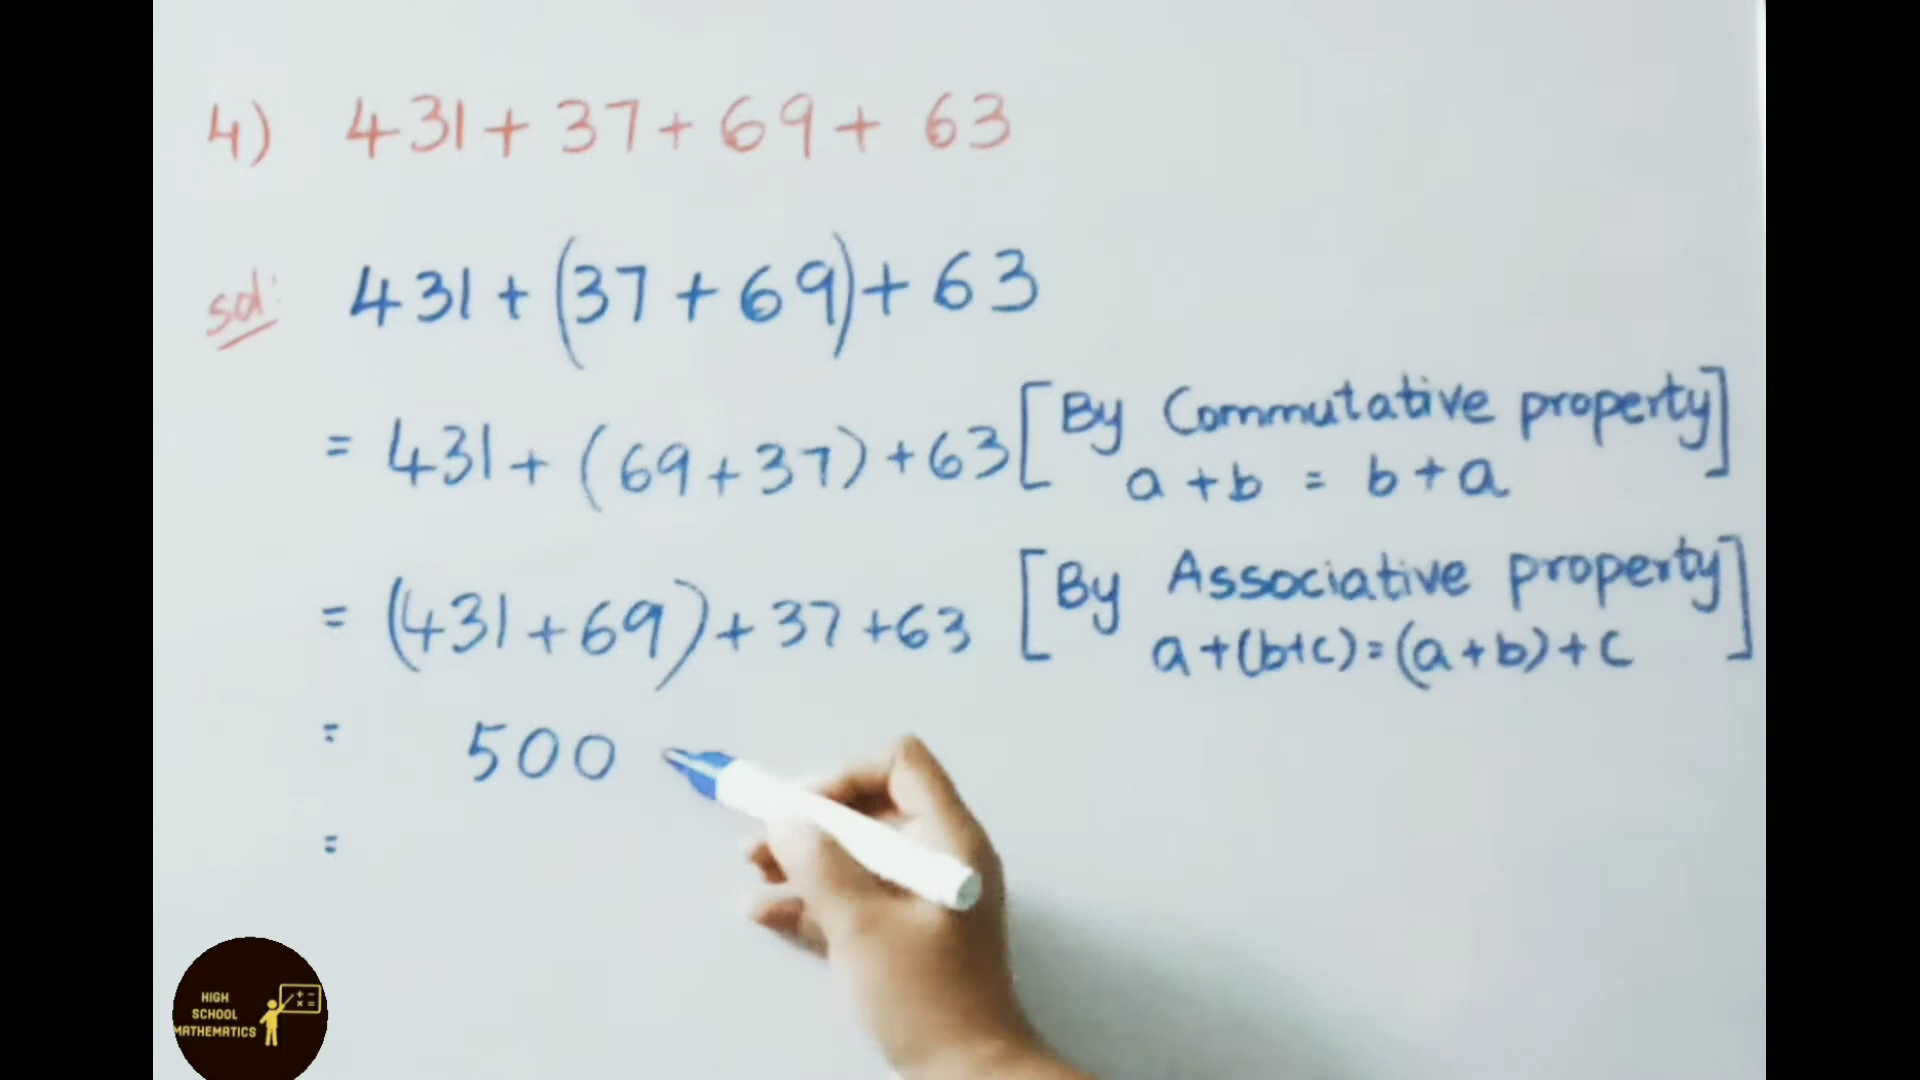 4) 431 + 37 + 69 + 63
sol: 431 + (37 + 69) + 63
= 431 + (69 + 37) + 63 [By Commutative property]
a + b = b + a
= (431 + 69) + 37 + 63 [By Associative property]
a + (b + c) = (a + b) + c
= 500
=
HIGH
SCHOOL
MATHEMATICS